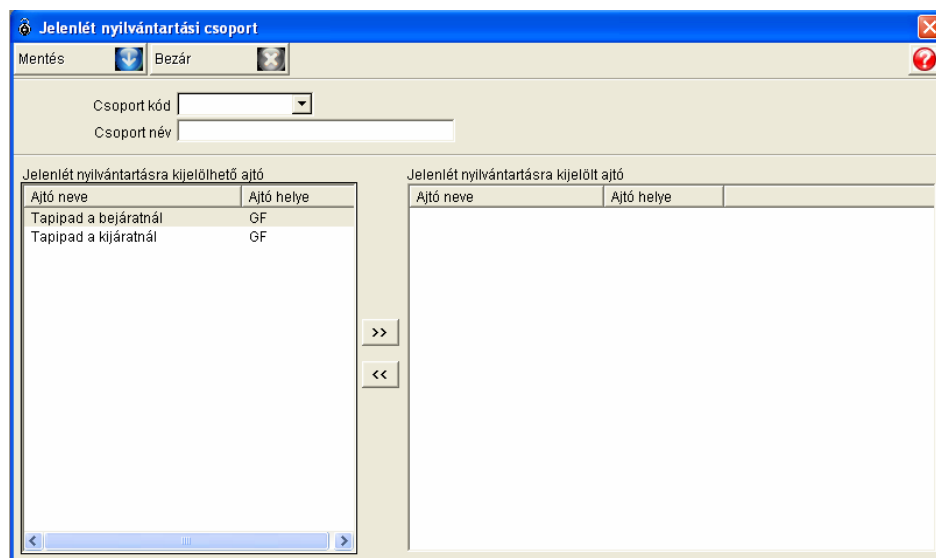 Jelenlét nyilvántartási csoport
Mentés Bezár
Csoport kód
Csoport név
Jelenlét nyilvántartásra kijelölhető ajtó
Ajtó neve Ajtó helye
Tapipad a bejáratnál GF
Tapipad a kijáratnál GF
>>
<<
Jelenlét nyilvántartásra kijelölt ajtó
Ajtó neve Ajtó helye